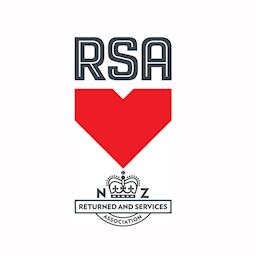 RSA
N Z
RETURNED AND SERVICES
ASSOCIATION